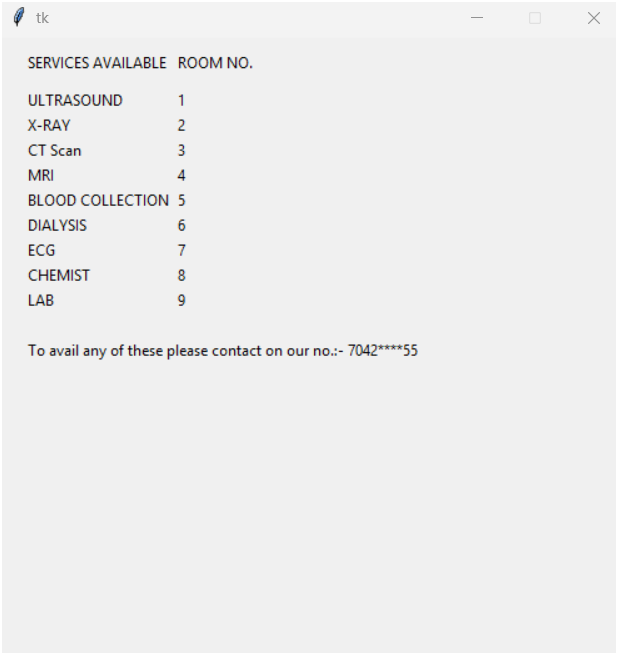 tk
SERVICES AVAILABLE ROOM NO.
ULTRASOUND 1
X-RAY 2
CT Scan 3
MRI 4
BLOOD COLLECTION 5
DIALYSIS 6
ECG 7
CHEMIST 8
LAB 9
To avail any of these please contact on our no.:- 7042****55